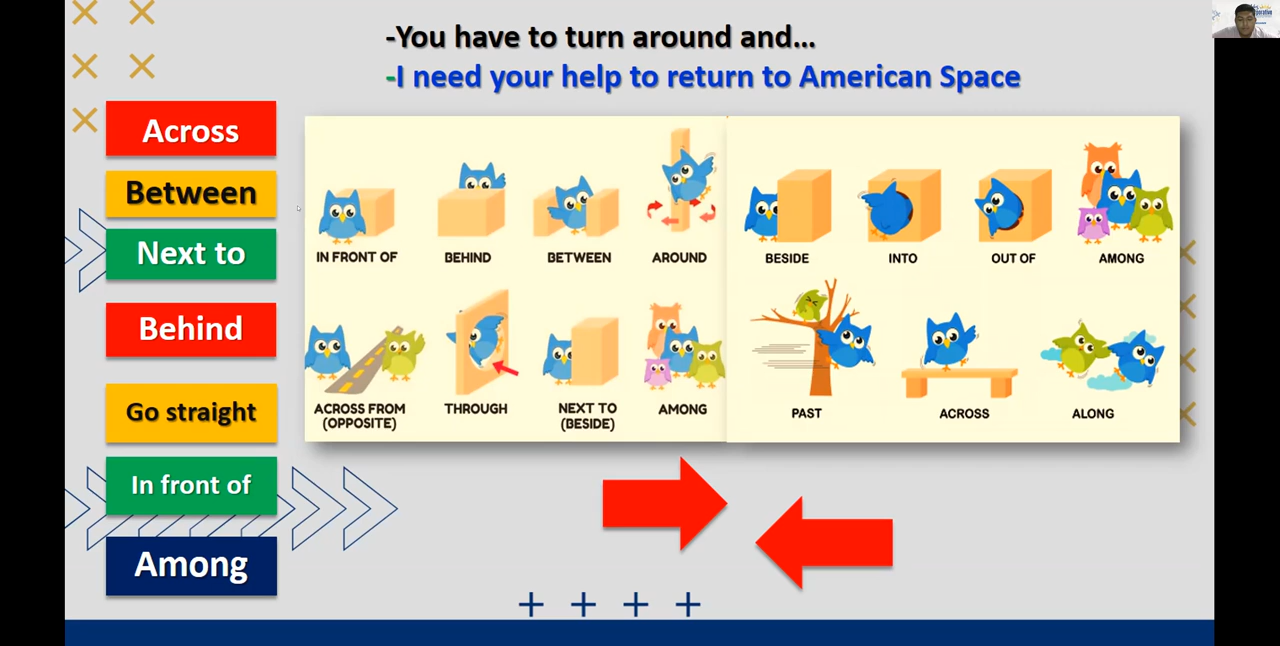 -You have to turn around and...
-I need your help to return to American Space
Across
Between
Next to
Behind
Go straight
In front of
Among
IN FRONT OF
BEHIND
BETWEEN
AROUND
BESIDE
INTO
OUT OF
AMONG
ACROSS FROM
(OPPOSITE)
THROUGH
NEXT TO
(BESIDE)
AMONG
PAST
ACROSS
ALONG